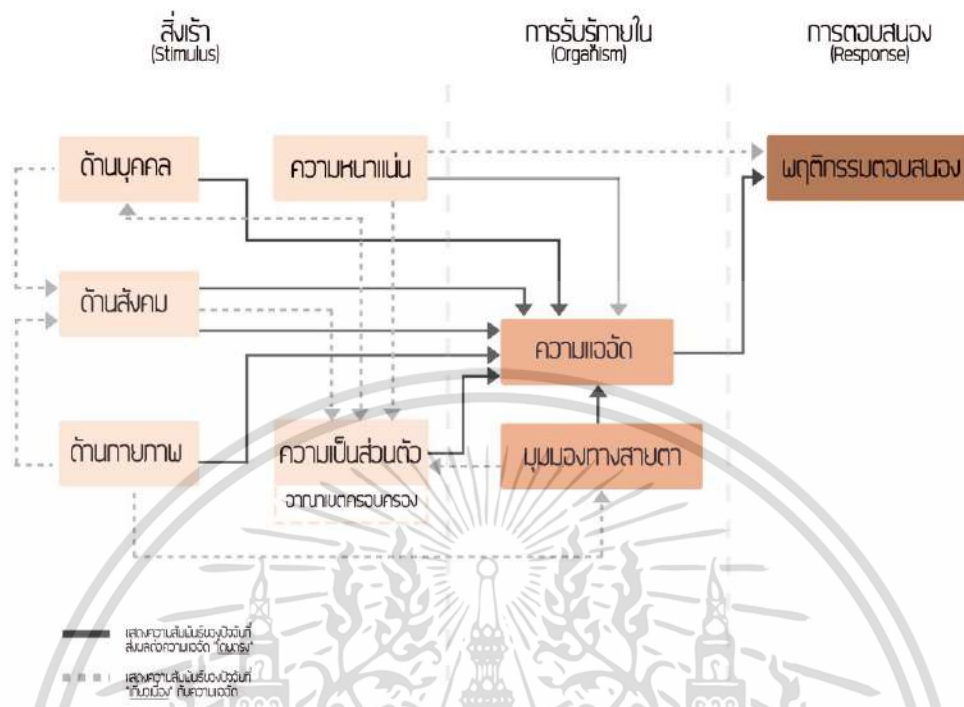 สิ่งเร้า
(Stimulus)
การรับรู้ภายใน
(Organism)
การตอบสนอง
(Response)
ด้านบุคคล
ความหนาแน่น
พฤติกรรมตอบสนอง
ด้านสังคม
ความแออัด
ด้านกายภาพ
ความเป็นส่วนตัว
มุมมองทางสายตา
อาณาเขตครอบครอง
แสดงความสัมพันธ์ของปัจจัยที่
ส่งผลต่อความแออัด "โดยตรง"
แสดงความสัมพันธ์ของปัจจัยที่
"เกี่ยวเนื่อง" กับความแออัด